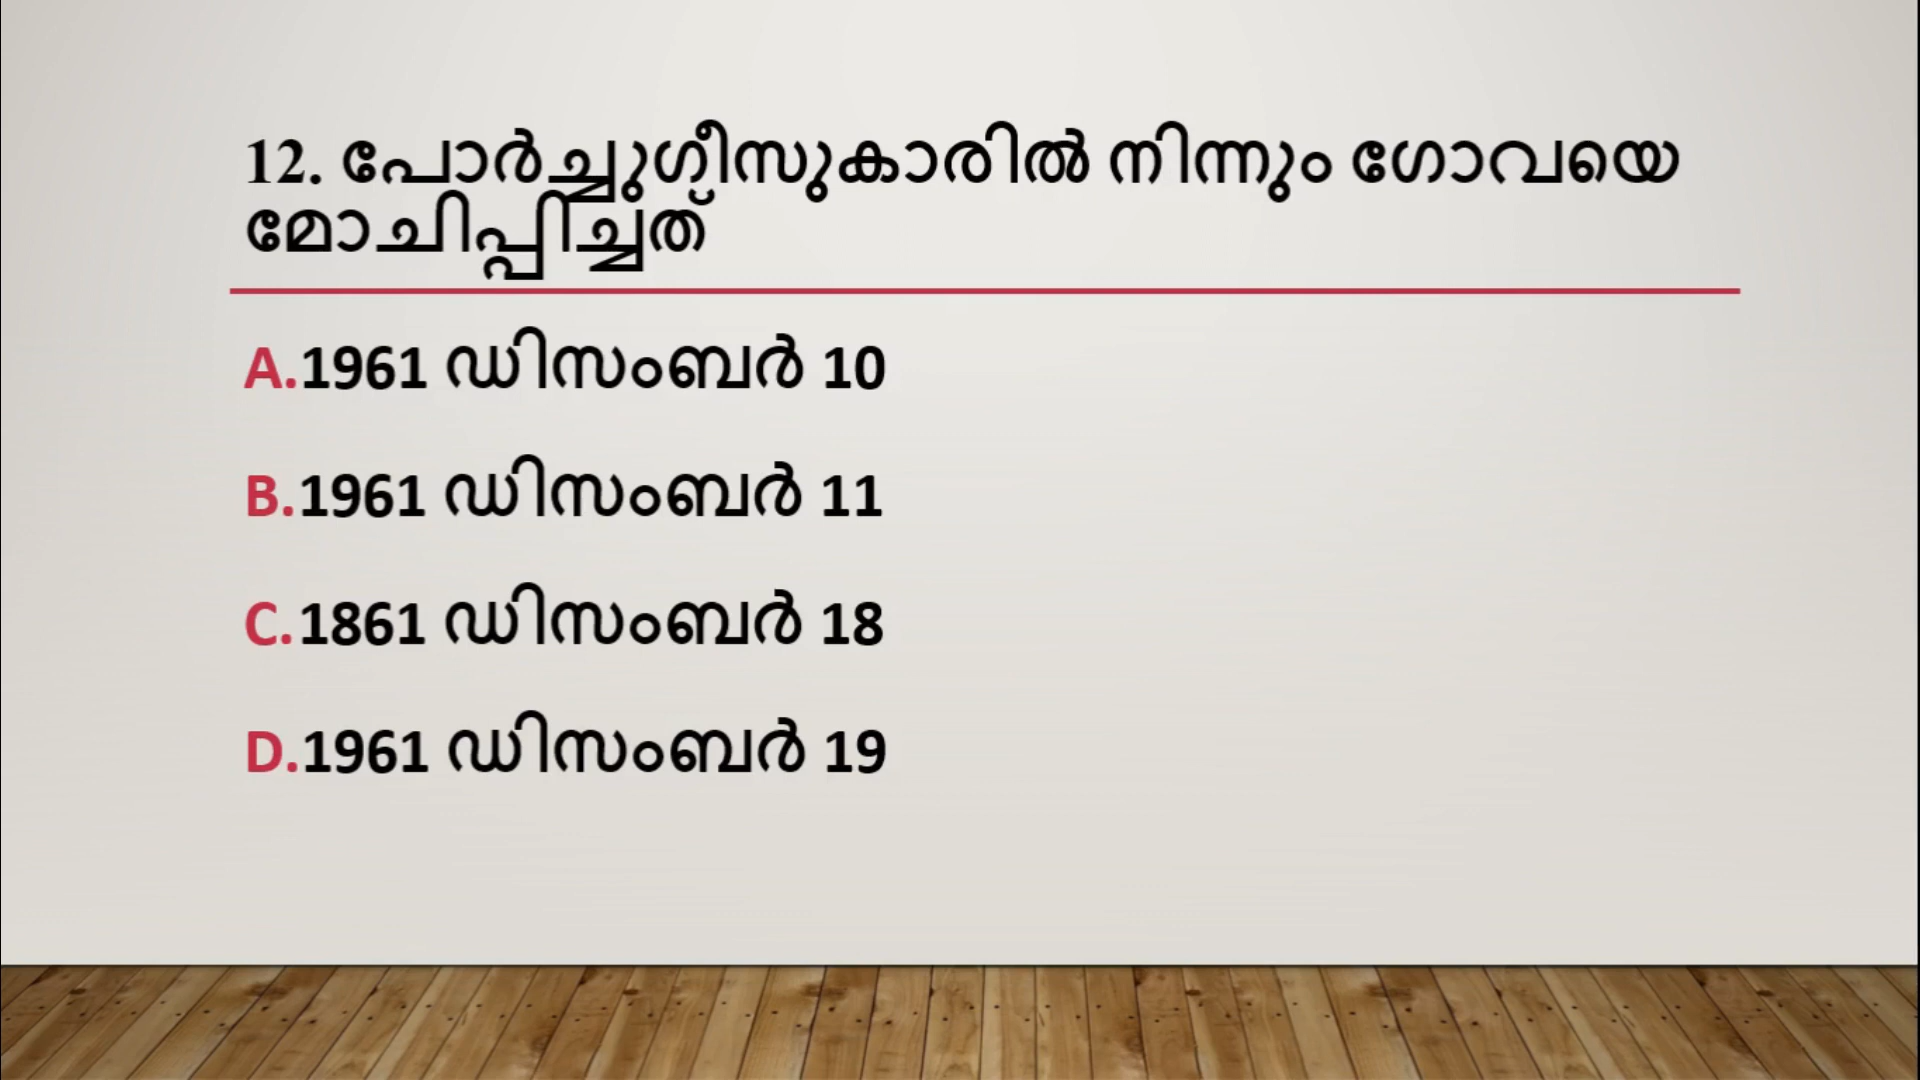 12. പോർച്ചുഗീസുകാരിൽ നിന്നും ഗോവയെ
മോചിപ്പിച്ചത്
A.1961 ഡിസംബർ 10
B.1961 ഡിസംബർ 11
C.1861 ഡിസംബർ 18
D.1961 ഡിസംബർ 19